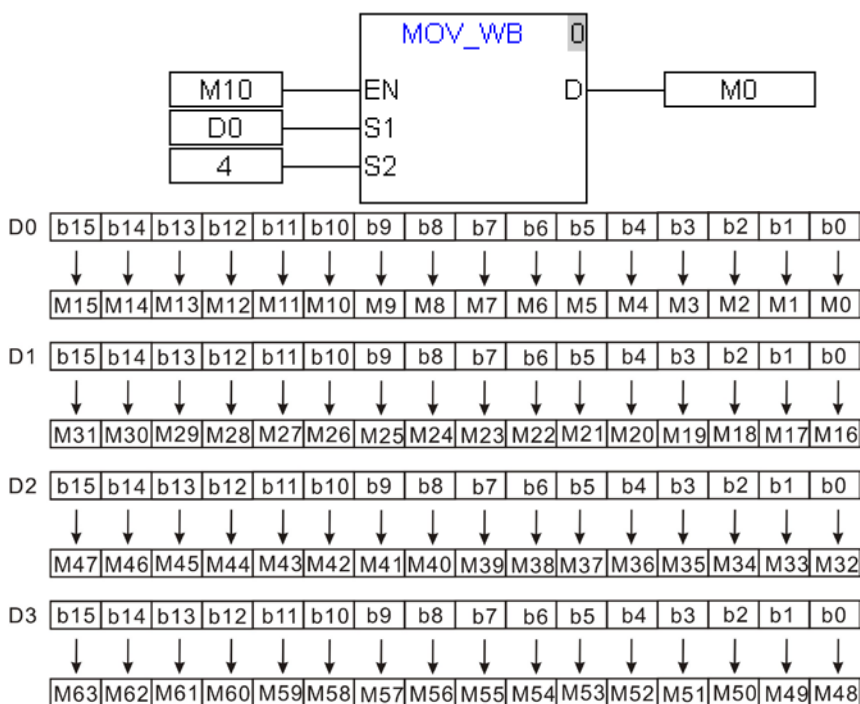 MOV_WB 0
M10 EN D M0
D0 S1
4 S2
D0 b15 b14 b13 b12 b11 b10 b9 b8 b7 b6 b5 b4 b3 b2 b1 b0
M15 M14 M13 M12 M11 M10 M9 M8 M7 M6 M5 M4 M3 M2 M1 M0
D1 b15 b14 b13 b12 b11 b10 b9 b8 b7 b6 b5 b4 b3 b2 b1 b0
M31 M30 M29 M28 M27 M26 M25 M24 M23 M22 M21 M20 M19 M18 M17 M16
D2 b15 b14 b13 b12 b11 b10 b9 b8 b7 b6 b5 b4 b3 b2 b1 b0
M47 M46 M45 M44 M43 M42 M41 M40 M39 M38 M37 M36 M35 M34 M33 M32
D3 b15 b14 b13 b12 b11 b10 b9 b8 b7 b6 b5 b4 b3 b2 b1 b0
M63 M62 M61 M60 M59 M58 M57 M56 M55 M54 M53 M52 M51 M50 M49 M48